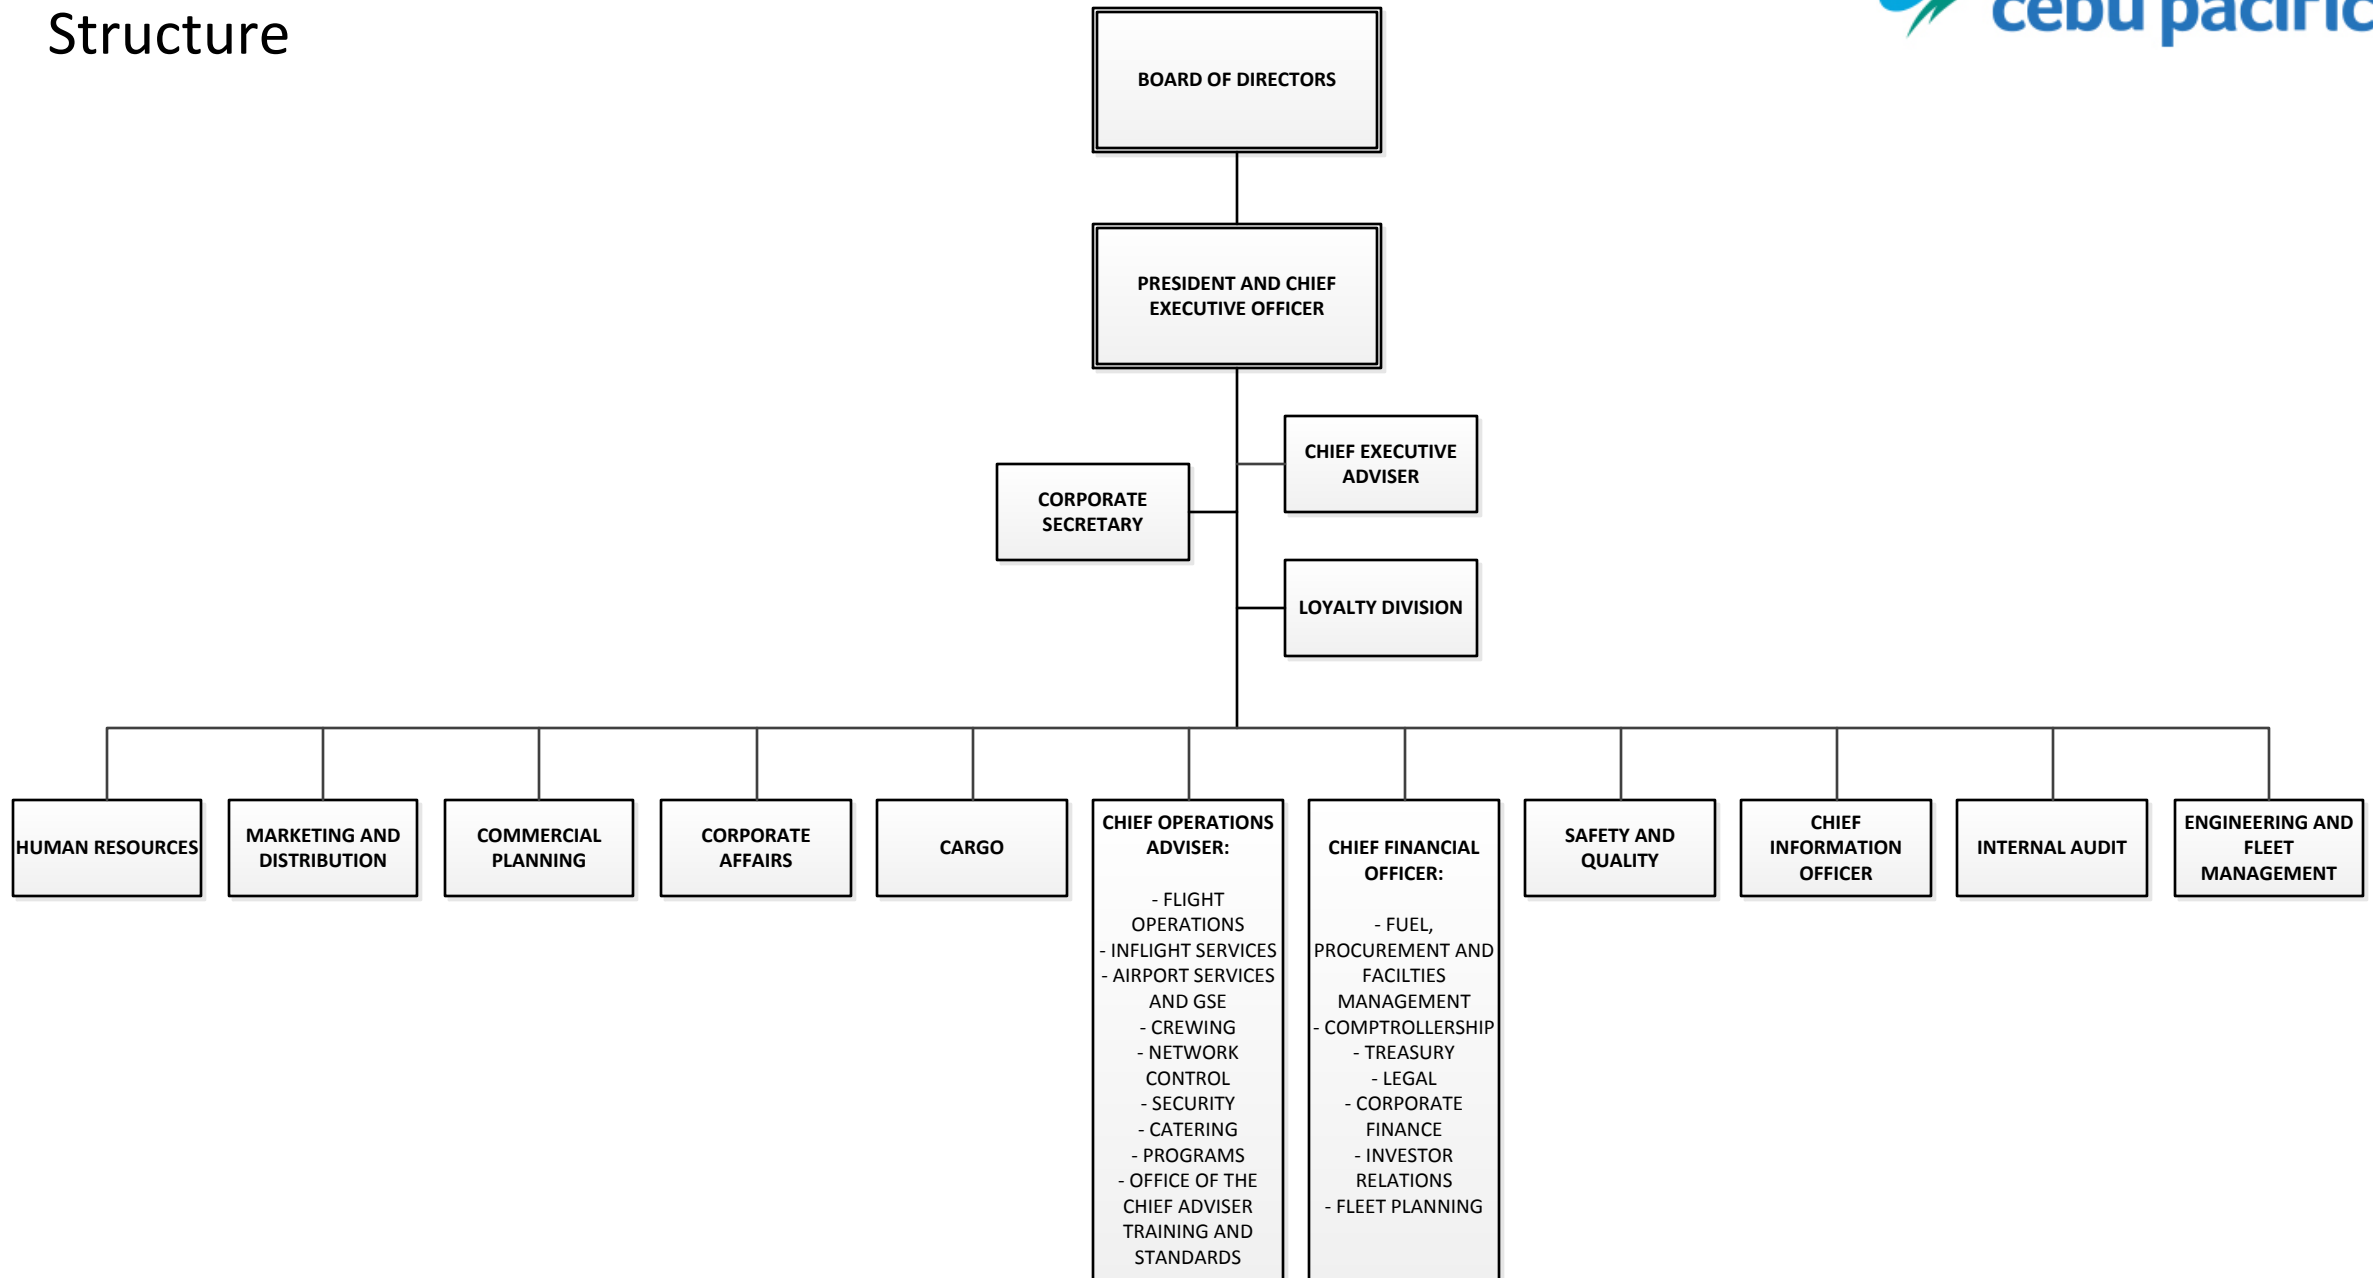 Structure
cebu pacific
BOARD OF DIRECTORS
PRESIDENT AND CHIEF
EXECUTIVE OFFICER
CHIEF EXECUTIVE
ADVISER
CORPORATE
SECRETARY
LOYALTY DIVISION
HUMAN RESOURCES
MARKETING AND
DISTRIBUTION
COMMERCIAL
PLANNING
CORPORATE
AFFAIRS
CARGO
CHIEF OPERATIONS
ADVISER:
- FLIGHT
OPERATIONS
- INFLIGHT SERVICES
- AIRPORT SERVICES
AND GSE
- CREWING
- NETWORK
CONTROL
- SECURITY
- CATERING
- PROGRAMS
- OFFICE OF THE
CHIEF ADVISER
TRAINING AND
STANDARDS
CHIEF FINANCIAL
OFFICER:
- FUEL,
PROCUREMENT AND
FACILTIES
MANAGEMENT
- COMPTROLLERSHIP
- TREASURY
- LEGAL
- CORPORATE
FINANCE
- INVESTOR
RELATIONS
- FLEET PLANNING
SAFETY AND
QUALITY
CHIEF
INFORMATION
OFFICER
INTERNAL AUDIT
ENGINEERING AND
FLEET
MANAGEMENT